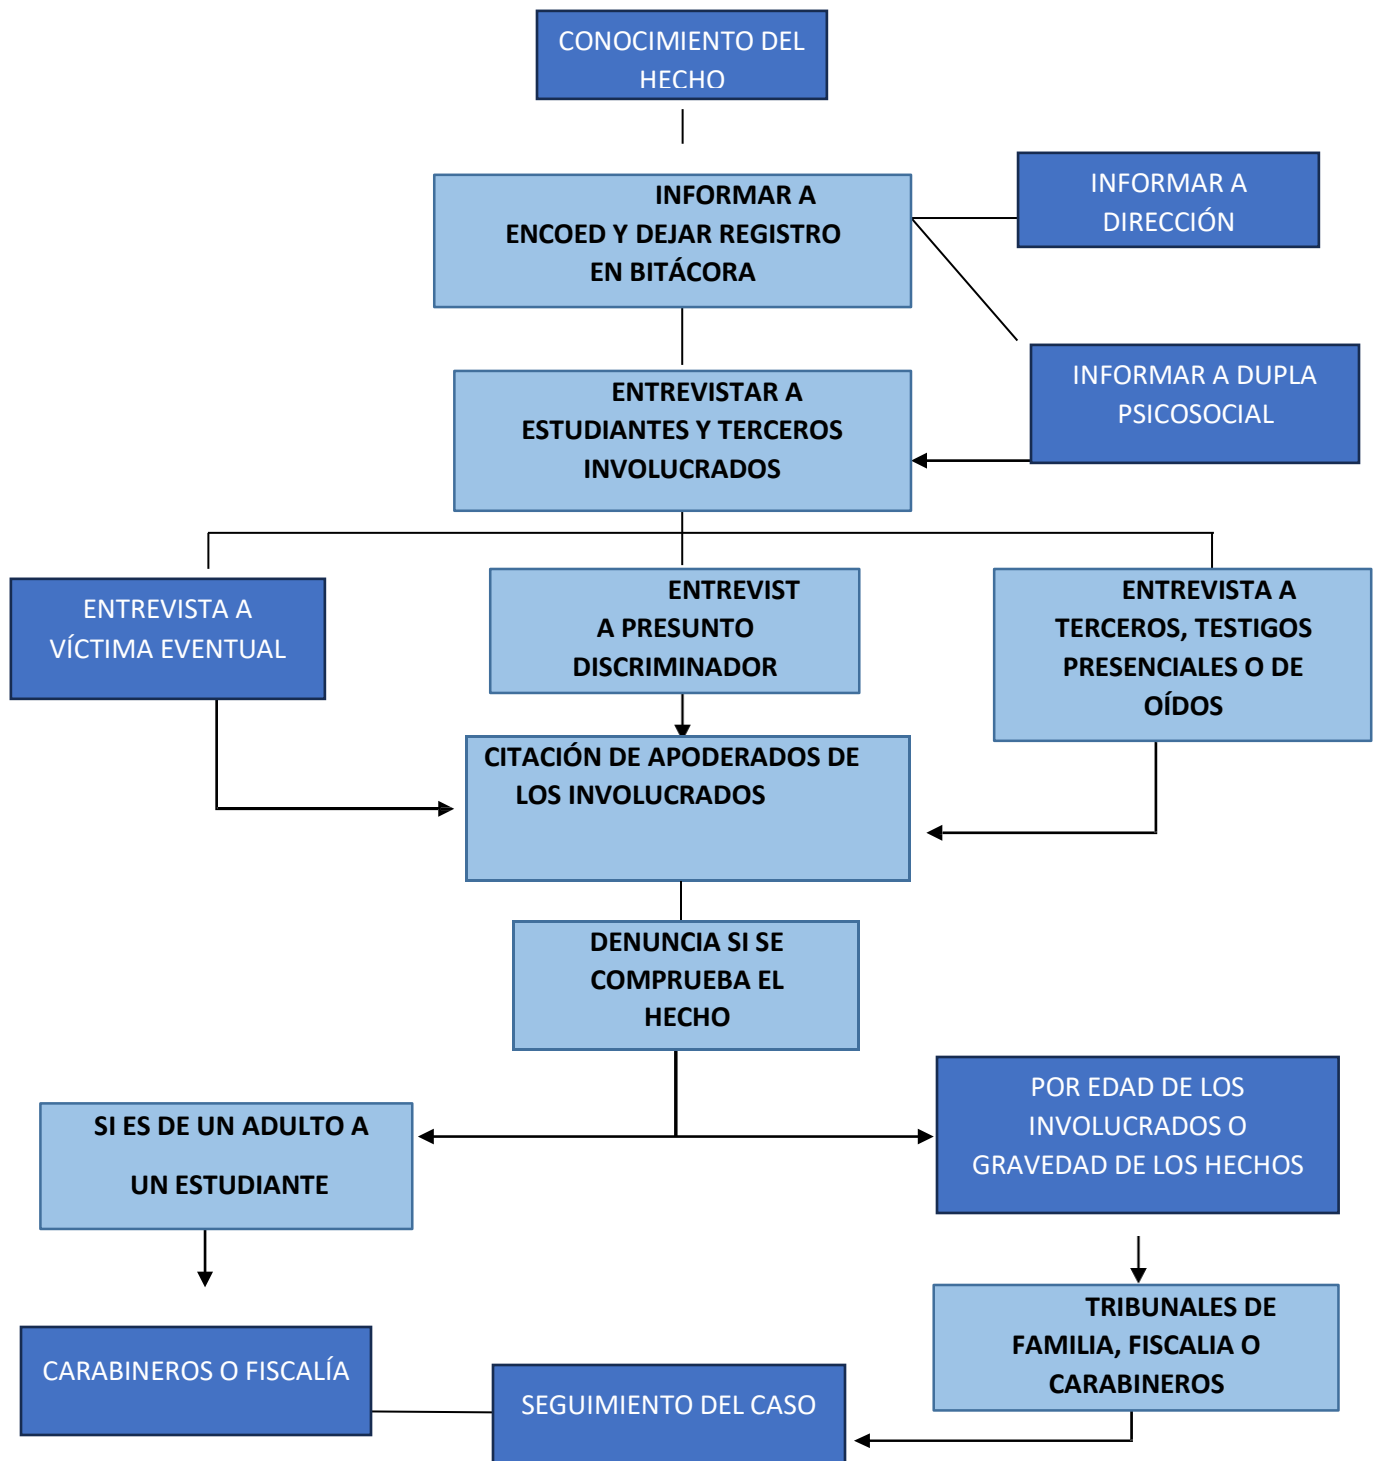 CONOCIMIENTO DEL
HECHO
INFORMAR A
ENCOED Y DEJAR REGISTRO
EN BITÁCORA
INFORMAR A
DIRECCIÓN
INFORMAR A DUPLA
PSICOSOCIAL
ENTREVISTAR A
ESTUDIANTES Y TERCEROS
INVOLUCRADOS
ENTREVISTA A
VÍCTIMA EVENTUAL
ENTREVIST
A PRESUNTO
DISCRIMINADOR
ENTREVISTA A
TERCEROS, TESTIGOS
PRESENCIALES O DE
OÍDOS
CITACIÓN DE APODERADOS DE
LOS INVOLUCRADOS
DENUNCIA SI SE
COMPRUEBA EL
HECHO
SI ES DE UN ADULTO A
UN ESTUDIANTE
POR EDAD DE LOS
INVOLUCRADOS O
GRAVEDAD DE LOS HECHOS
CARABINEROS O FISCALÍA
TRIBUNALES DE
FAMILIA, FISCALIA O
CARABINEROS
SEGUIMIENTO DEL CASO